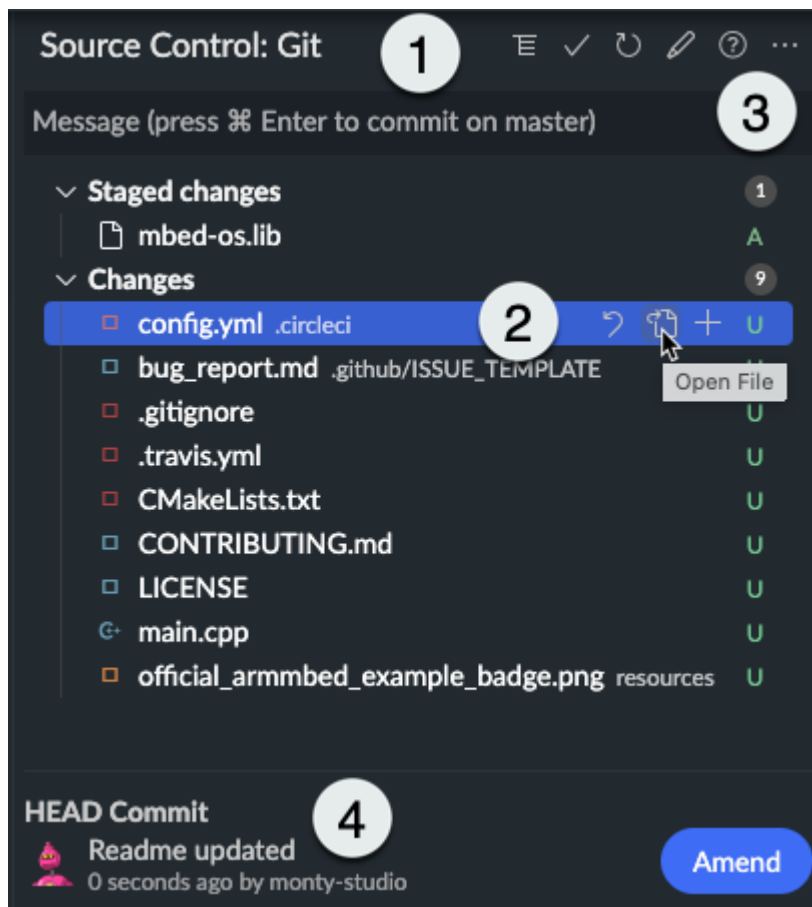 Source Control: Git 1
Message (press ⌘ Enter to commit on master) 3
Staged changes 1
mbed-os.lib A
Changes 9
config.yml .circleci 2 U
bug_report.md .github/ISSUE_TEMPLATE
Open File
.gitignore U
.travis.yml U
CMakeLists.txt U
CONTRIBUTING.md U
LICENSE U
main.cpp U
official_armmbed_example_badge.png resources U
HEAD Commit 4
Readme updated
0 seconds ago by monty-studio
Amend